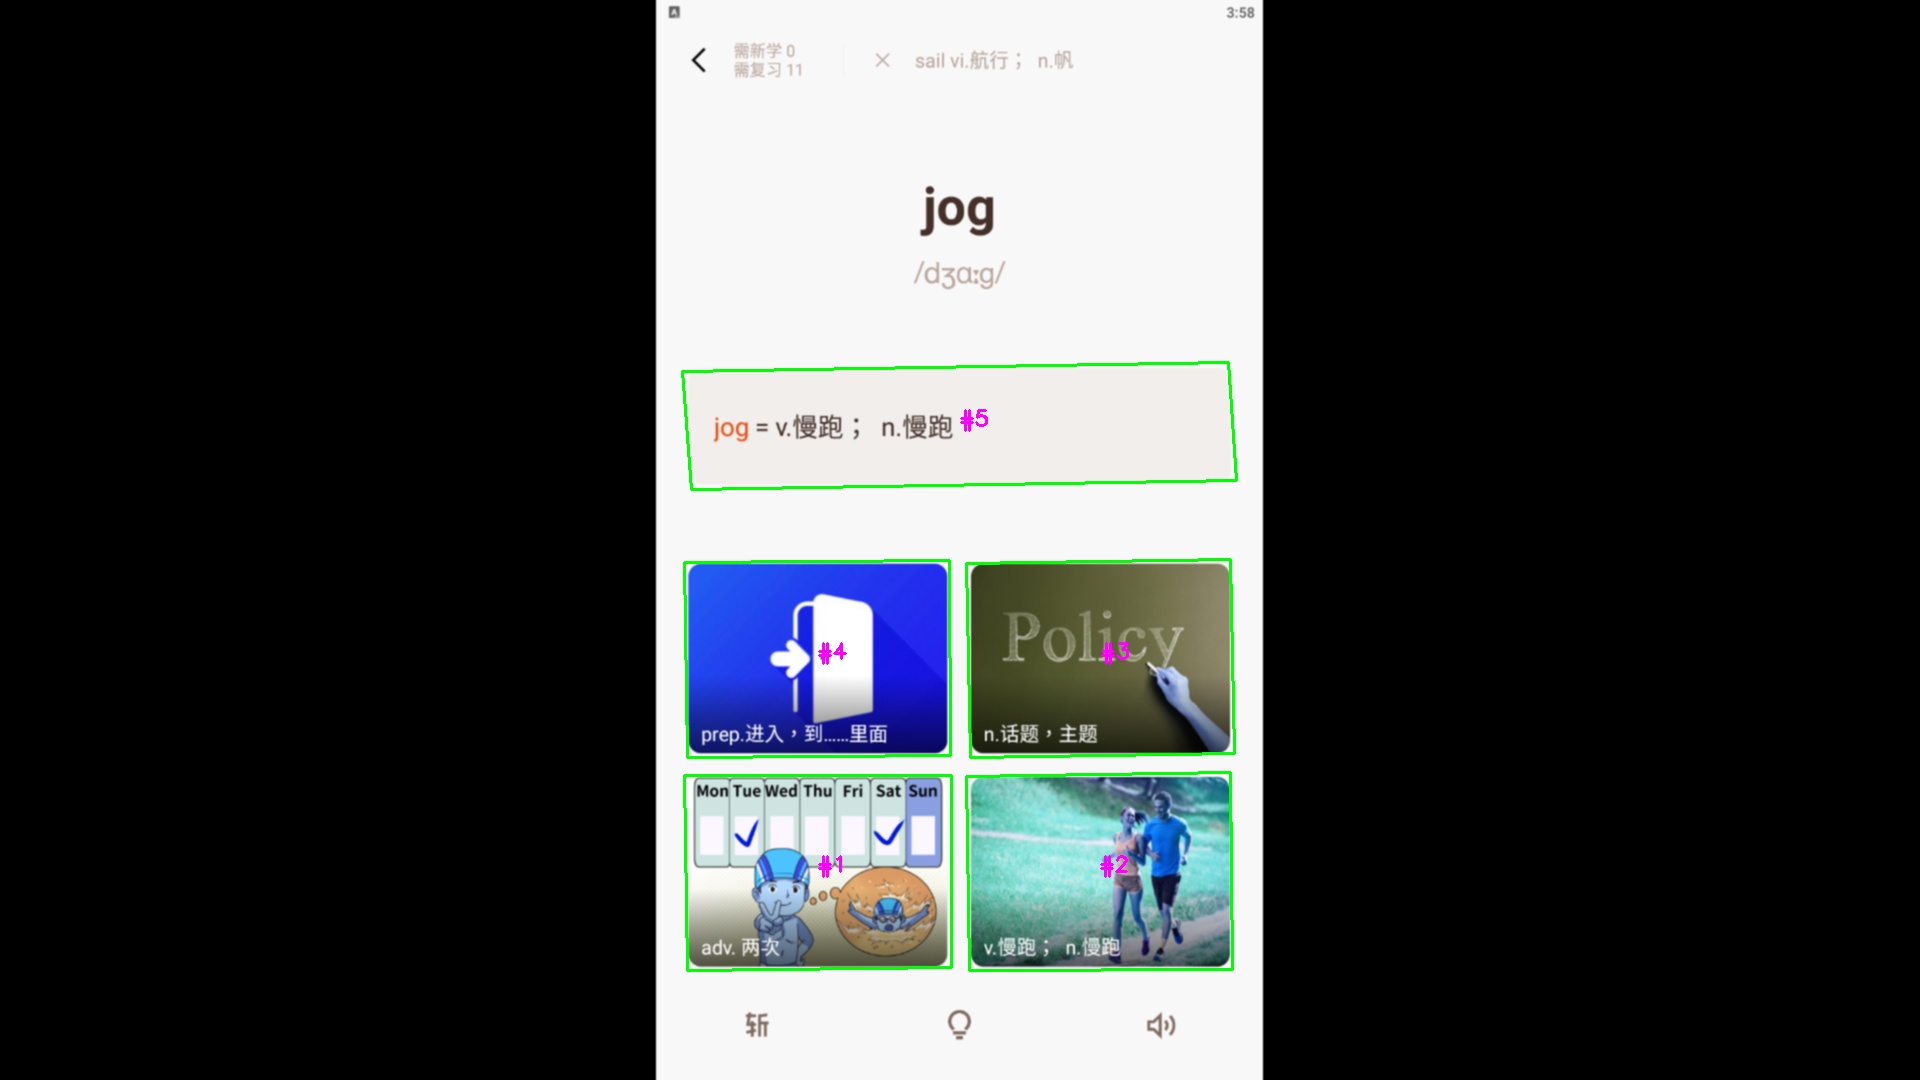 A
3:58
需新学 0
需复习 11
sail vi.航行； n.帆
jog
/dʒɑːg/
jog = v.慢跑； n.慢跑
#5
Policy
#4
#3
prep.进入，到……里面
n.话题，主题
Mon Tue Wed Thu Fri Sat Sun
#1
#2
adv. 两次
v.慢跑； n.慢跑
斩